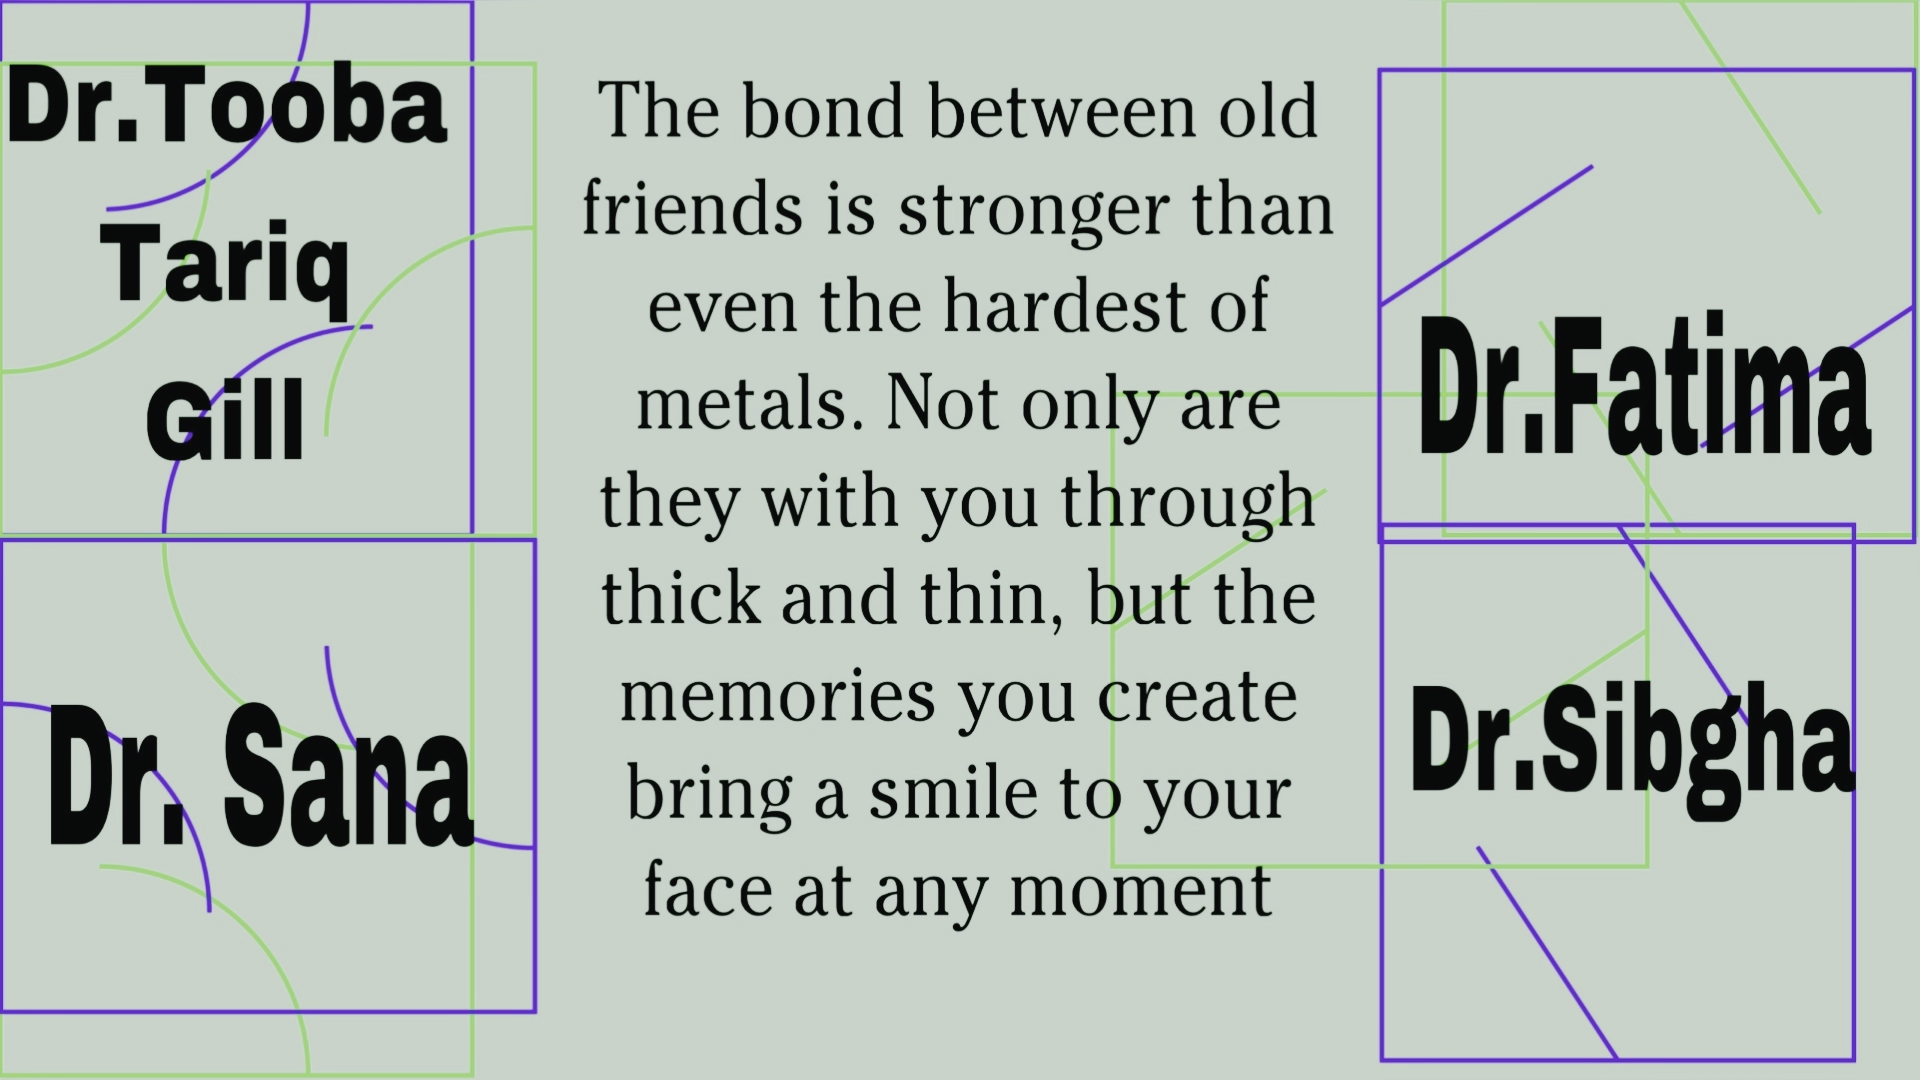 Dr.Tooba
Tariq
Gill
Dr. Sana
The bond between old
friends is stronger than
even the hardest of
metals. Not only are
they with you through
thick and thin, but the
memories you create
bring a smile to your
face at any moment
Dr.Fatima
Dr.Sibgha